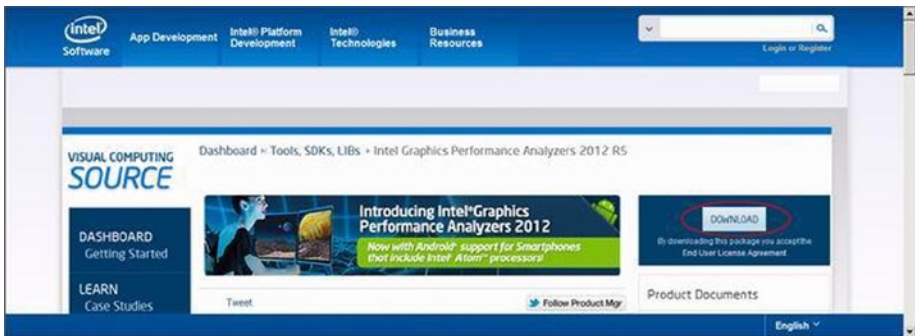 intel
Software
App Development
Intel® Platform
Development
Intel®
Technologies
Business
Resources
Login or Register
VISUAL COMPUTING
SOURCE
Dashboard » Tools, SDKs, LIBs » Intel Graphics Performance Analyzers 2012 R5
Introducing Intel® Graphics
Performance Analyzers 2012
Now with Android* support for Smartphones
that include Intel® Atom™ processors!
DOWNLOAD
By downloading this package you accept the
End User License Agreement
DASHBOARD
Getting Started
LEARN
Case Studies
Tweet
Follow Product Mgr
Product Documents
English